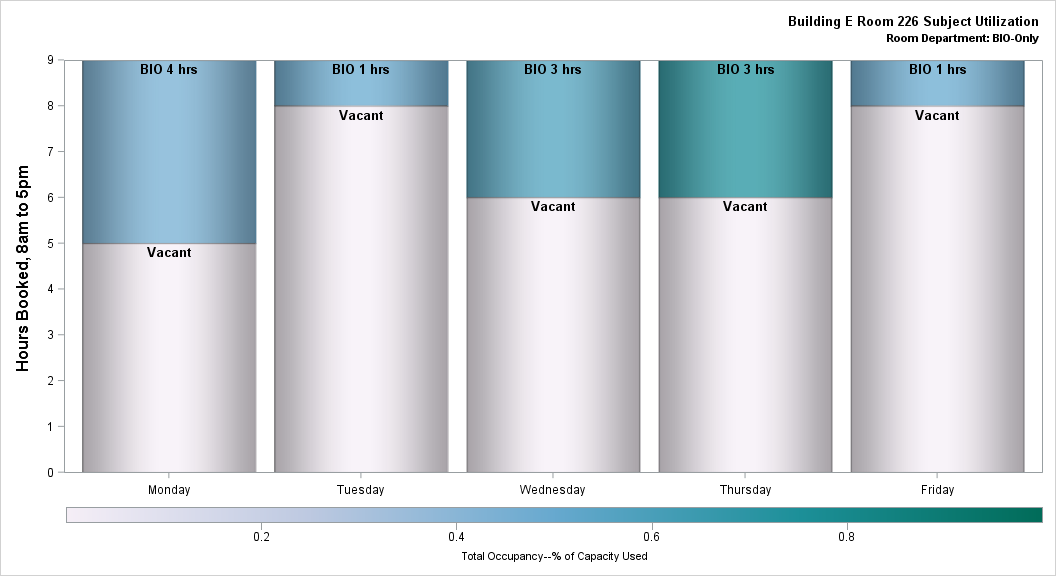 Building E Room 226 Subject Utilization
Room Department: BIO-Only
Hours Booked, 8am to 5pm
9
8
7
6
5
4
3
2
1
0
BIO 4 hrs
BIO 1 hrs
BIO 3 hrs
BIO 3 hrs
BIO 1 hrs
Vacant
Vacant
Vacant
Vacant
Vacant
Monday
Tuesday
Wednesday
Thursday
Friday
0.2
0.4
0.6
0.8
Total Occupancy--% of Capacity Used